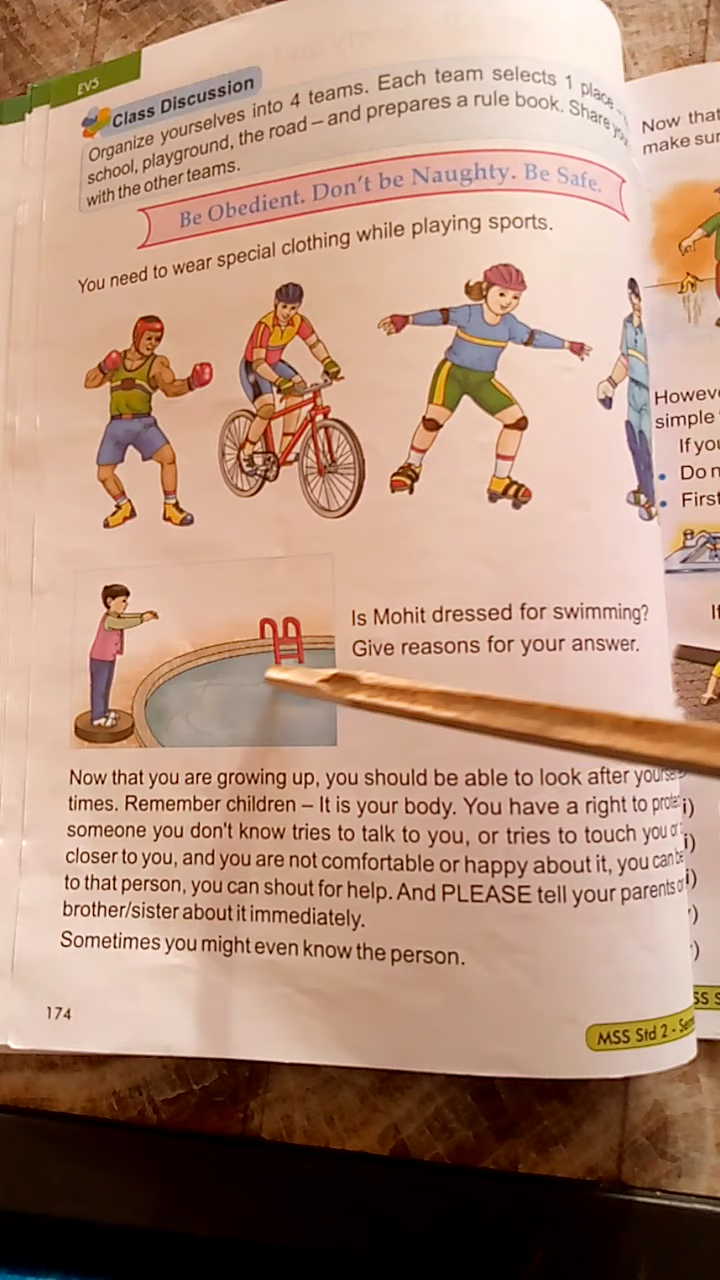 EVS
Class Discussion
Organize yourselves into 4 teams. Each team selects 1 place –
school, playground, the road – and prepares a rule book. Share
with the other teams.
Be Obedient. Don't be Naughty. Be Safe.
You need to wear special clothing while playing sports.
Is Mohit dressed for swimming?
Give reasons for your answer.
Now that you are growing up, you should be able to look after
times. Remember children – It is your body. You have a right to
someone you don't know tries to talk to you, or tries to touch you or
closer to you, and you are not comfortable or happy about it, you can
to that person, you can shout for help. And PLEASE tell your parents or
brother/sister about it immediately.
Sometimes you might even know the person.
174
MSS Std 2 -
Now that
make
simple
If
Do
First